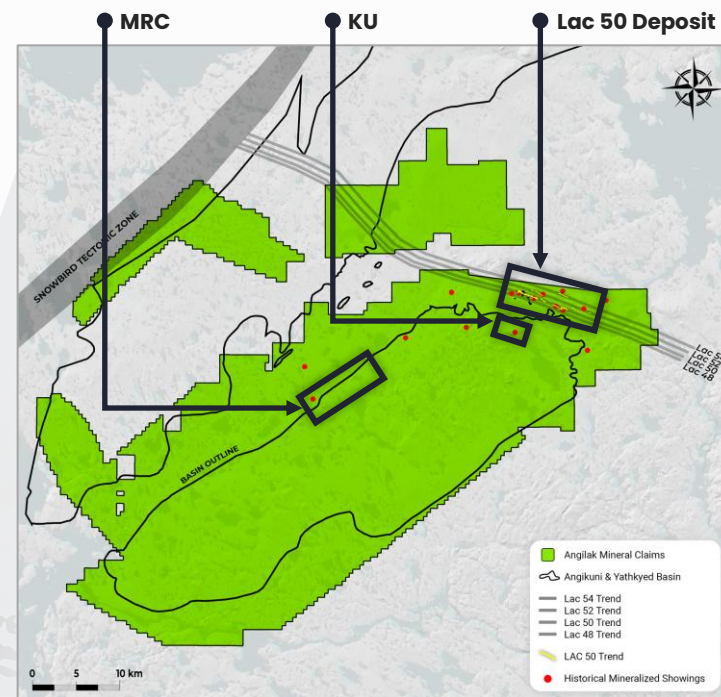 MRC
KU
Lac 50 Deposit
SNOWBIRD TECTONIC ZONE
Lac 48
BASIN OUTLINE
Angilak Mineral Claims
Angikuni & Yathkyed Basin
Lac 54 Trend
Lac 52 Trend
Lac 50 Trend
Lac 48 Trend
LAC 50 Trend
Historical Mineralized Showings
0 5 10 km